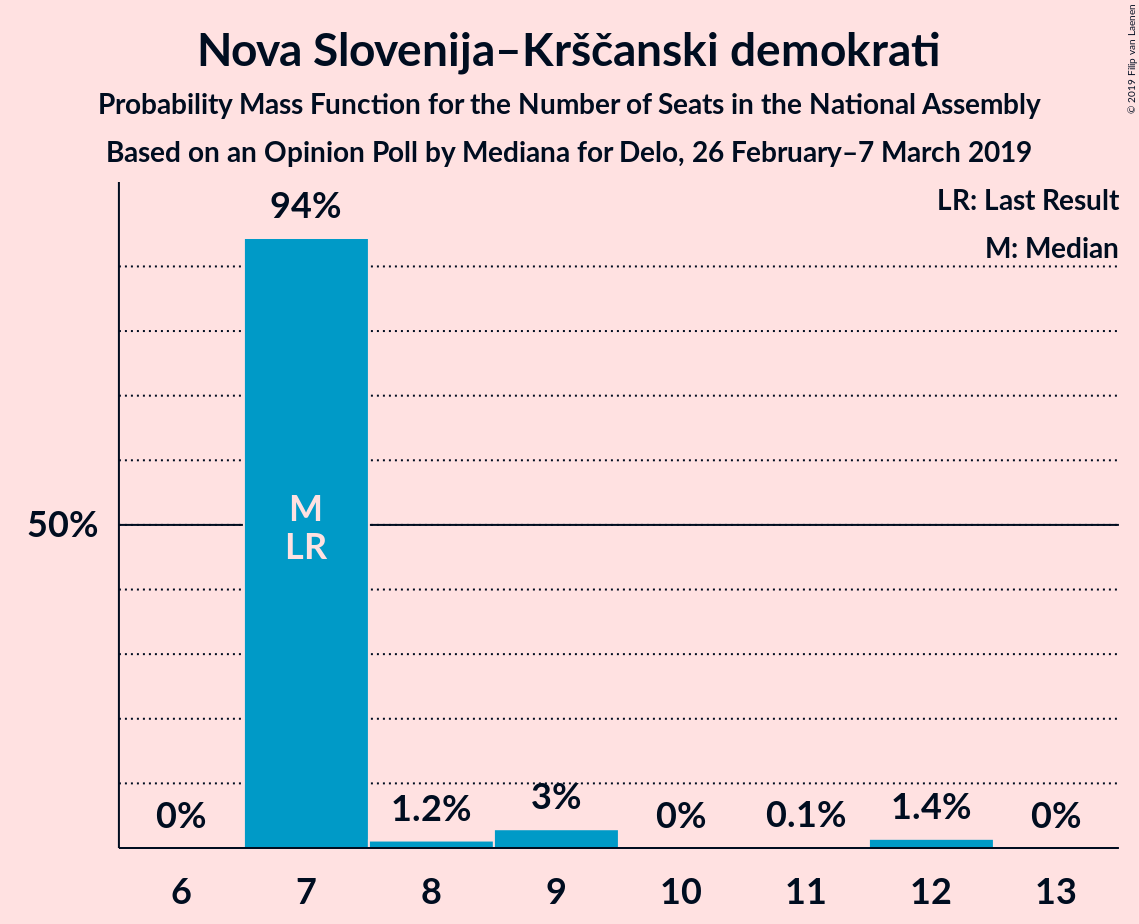 Nova Slovenija–Krščanski demokrati
Probability Mass Function for the Number of Seats in the National Assembly
Based on an Opinion Poll by Mediana for Delo, 26 February–7 March 2019
© 2019 Filip van Laenen
LR: Last Result
M: Median
50%
0%
94%
1.2%
3%
0%
0.1%
1.4%
0%
M
LR
6 7 8 9 10 11 12 13